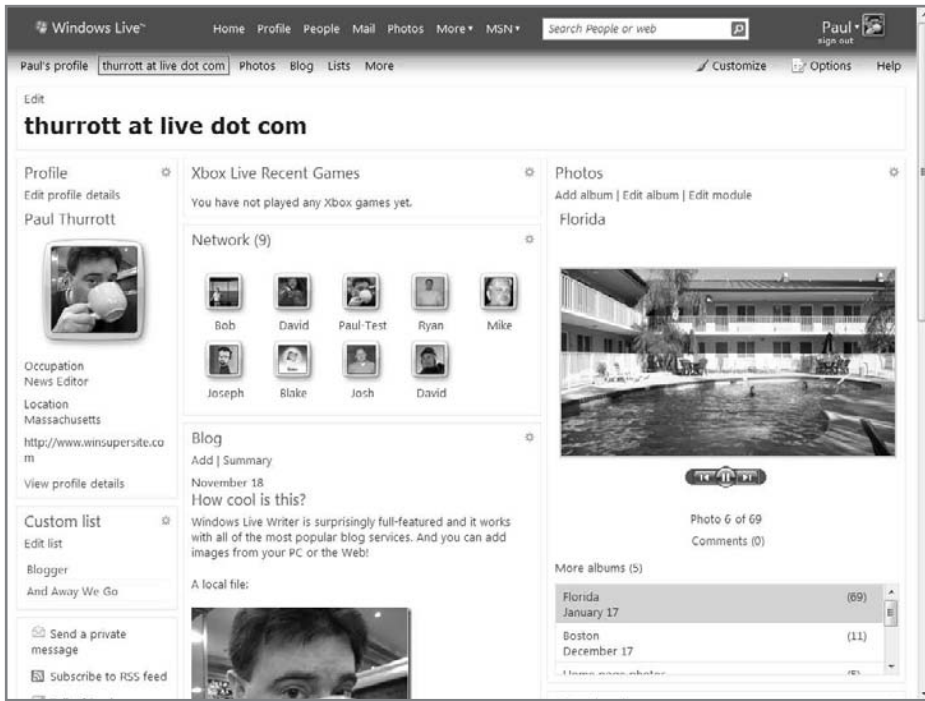 Windows Live™
Home Profile People Mail Photos More▾ MSN▾
Search People or web
Paul▾
sign out
Paul's profile thurrott at live dot com Photos Blog Lists More
Customize Options Help
Edit
thurrott at live dot com
Profile
Edit profile details
Paul Thurrott
Occupation
News Editor
Location
Massachusetts
http://www.winsupersite.co
m
View profile details
Custom list
Edit list
Blogger
And Away We Go
Send a private
message
Subscribe to RSS feed
Xbox Live Recent Games
You have not played any Xbox games yet.
Network (9)
Bob David Paul-Test Ryan Mike
Joseph Blake Josh David
Blog
Add | Summary
November 18
How cool is this?
Windows Live Writer is surprisingly full-featured and it works
with all of the most popular blog services. And you can add
images from your PC or the Web!
A local file:
Photos
Add album | Edit album | Edit module
Florida
Photo 6 of 69
Comments (0)
More albums (5)
Florida (69)
January 17
Boston (11)
December 17
Home page photos (5)